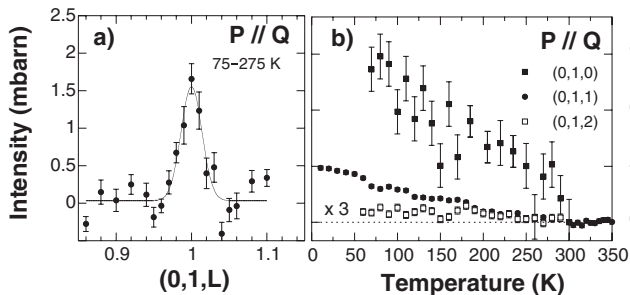 a)
P // Q
75–275 K
Intensity (mbarn)
2.5
2
1.5
1
0.5
0
0.9
1
1.1
(0,1,L)
b)
P // Q
(0,1,0)
(0,1,1)
(0,1,2)
x 3
0
50
100
150
200
250
300
350
Temperature (K)